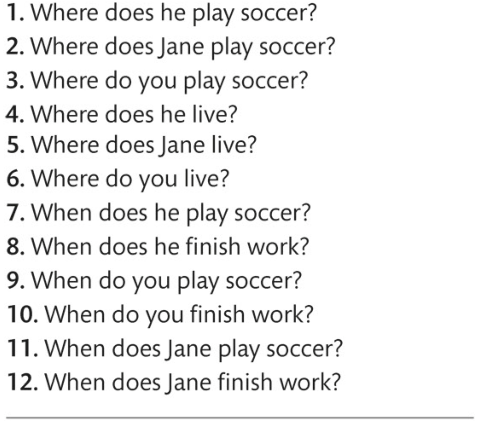 1. Where does he play soccer?
2. Where does Jane play soccer?
3. Where do you play soccer?
4. Where does he live?
5. Where does Jane live?
6. Where do you live?
7. When does he play soccer?
8. When does he finish work?
9. When do you play soccer?
10. When do you finish work?
11. When does Jane play soccer?
12. When does Jane finish work?